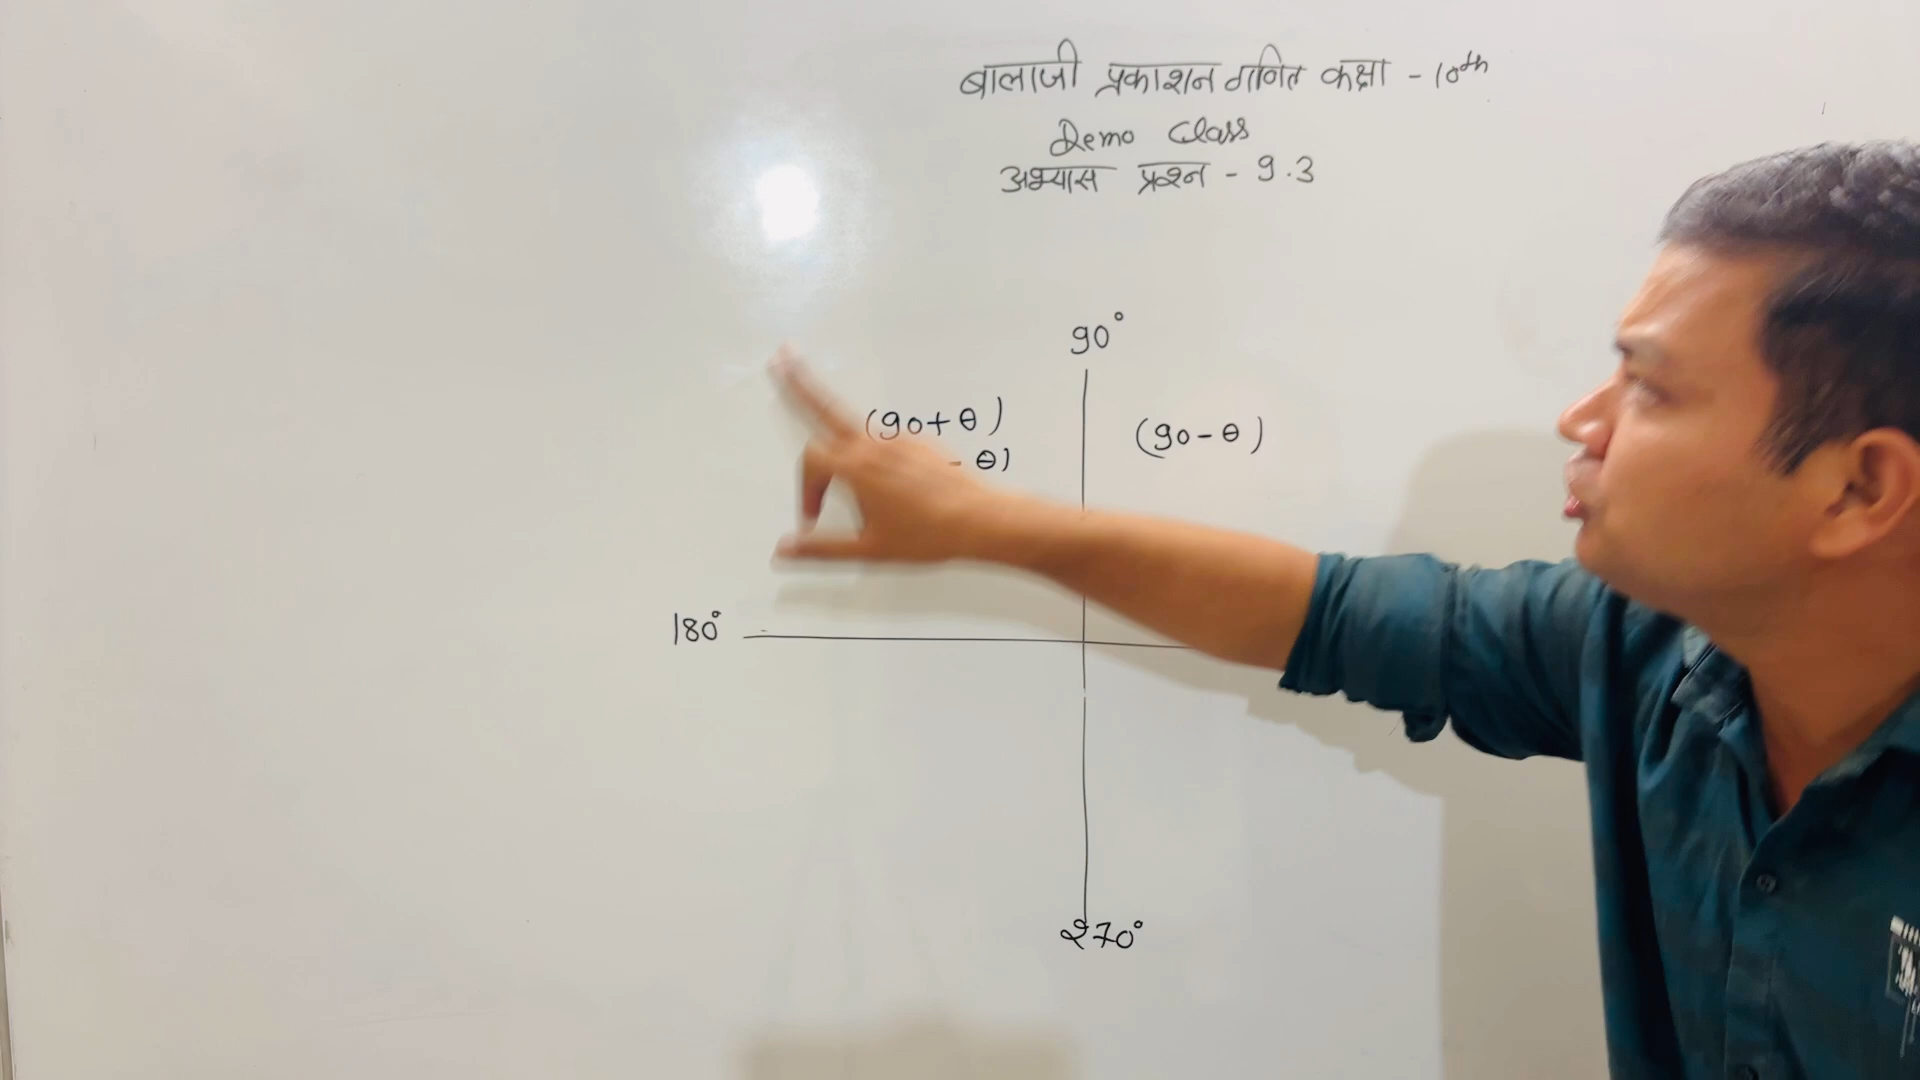 बालाजी प्रकाशन गणित कक्षा - 10th
Demo Class
अभ्यास प्रश्न - 9.3
90°
(90+θ)
(90-θ)
- θ)
180°
270°